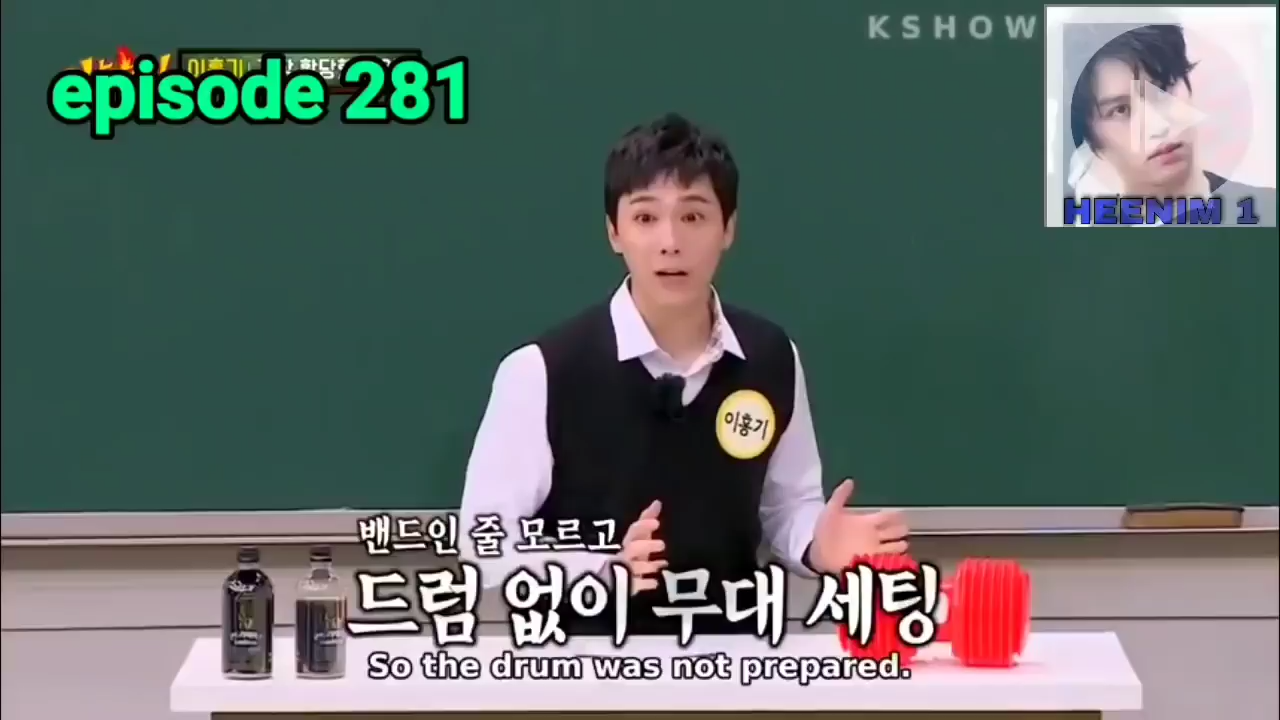 KSHOW
episode 281
HEENIM 1
이홍기
밴드인 줄 모르고
드럼 없이 무대 세팅
So the drum was not prepared.